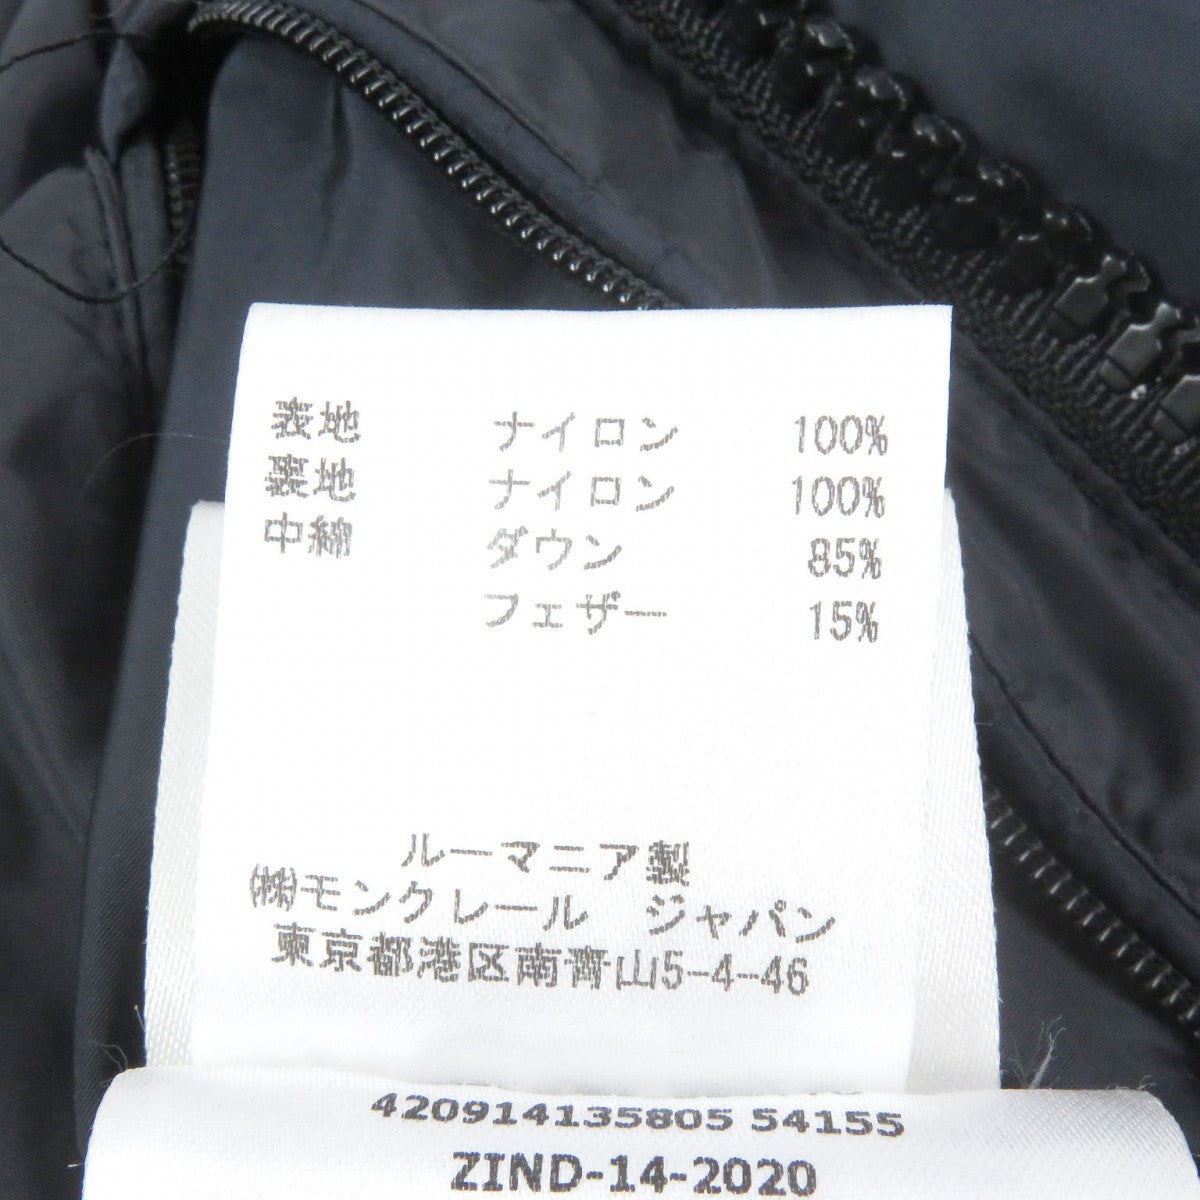 表地 ナイロン 100%
裏地 ナイロン 100%
中綿 ダウン 85%
フェザー 15%
ルーマニア製
㈱モンクレール ジャパン
東京都港区南青山5-4-46
420914135805 54155
ZIND-14-2020